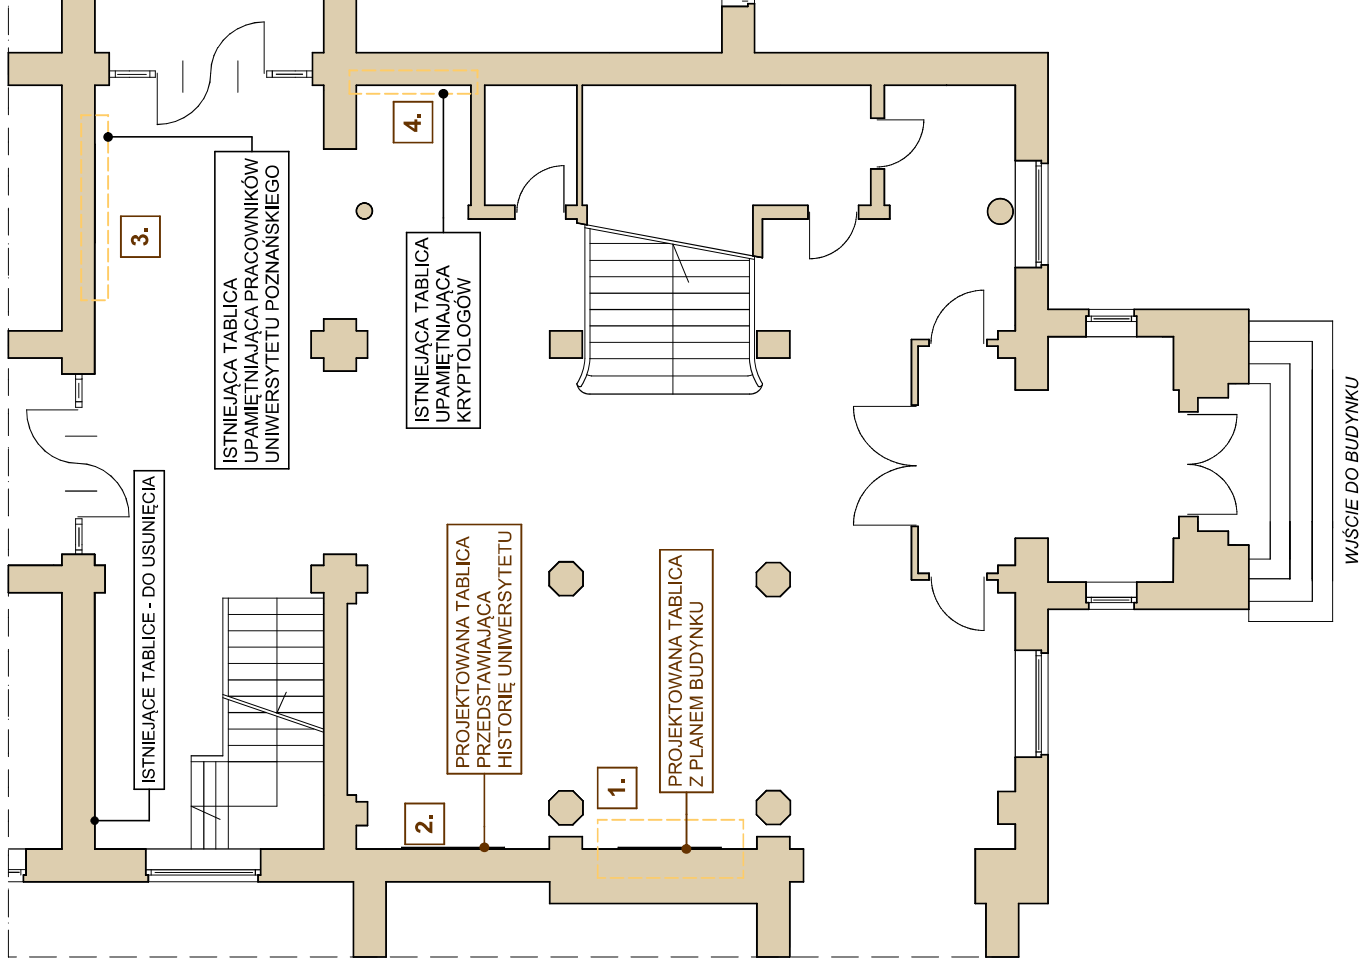 3.
ISTNIEJĄCA TABLICA
UPAMIĘTNIAJĄCA PRACOWNIKÓW
UNIWERSYTETU POZNAŃSKIEGO
4.
ISTNIEJĄCA TABLICA
UPAMIĘTNIAJĄCA
KRYPTOLOGÓW
ISTNIEJĄCE TABLICE - DO USUNIĘCIA
2.
PROJEKTOWANA TABLICA
PRZEDSTAWIAJĄCA
HISTORIĘ UNIWERSYTETU
1.
PROJEKTOWANA TABLICA
Z PLANEM BUDYNKU
WJŚCIE DO BUDYNKU